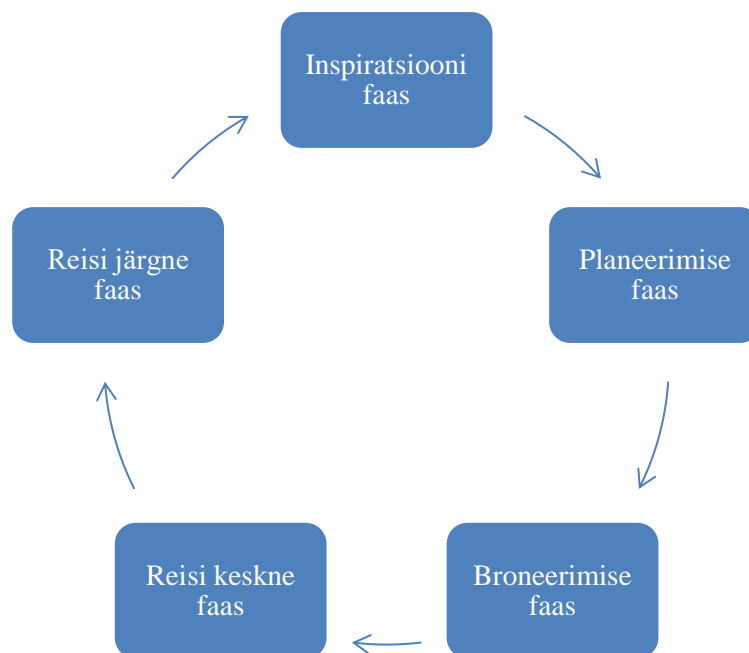 Inspiratsiooni
faas
Planeerimise
faas
Broneerimise
faas
Reisi keskne
faas
Reisi järgne
faas